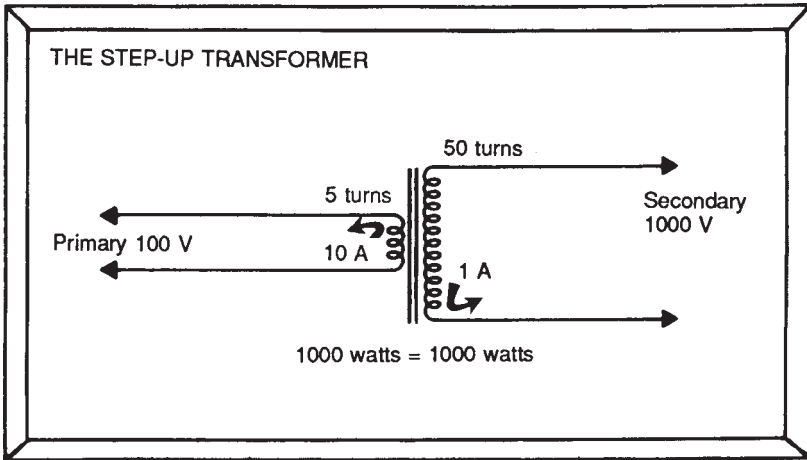 THE STEP-UP TRANSFORMER
50 turns
5 turns
Secondary
1000 V
Primary 100 V
10 A
1 A
1000 watts = 1000 watts